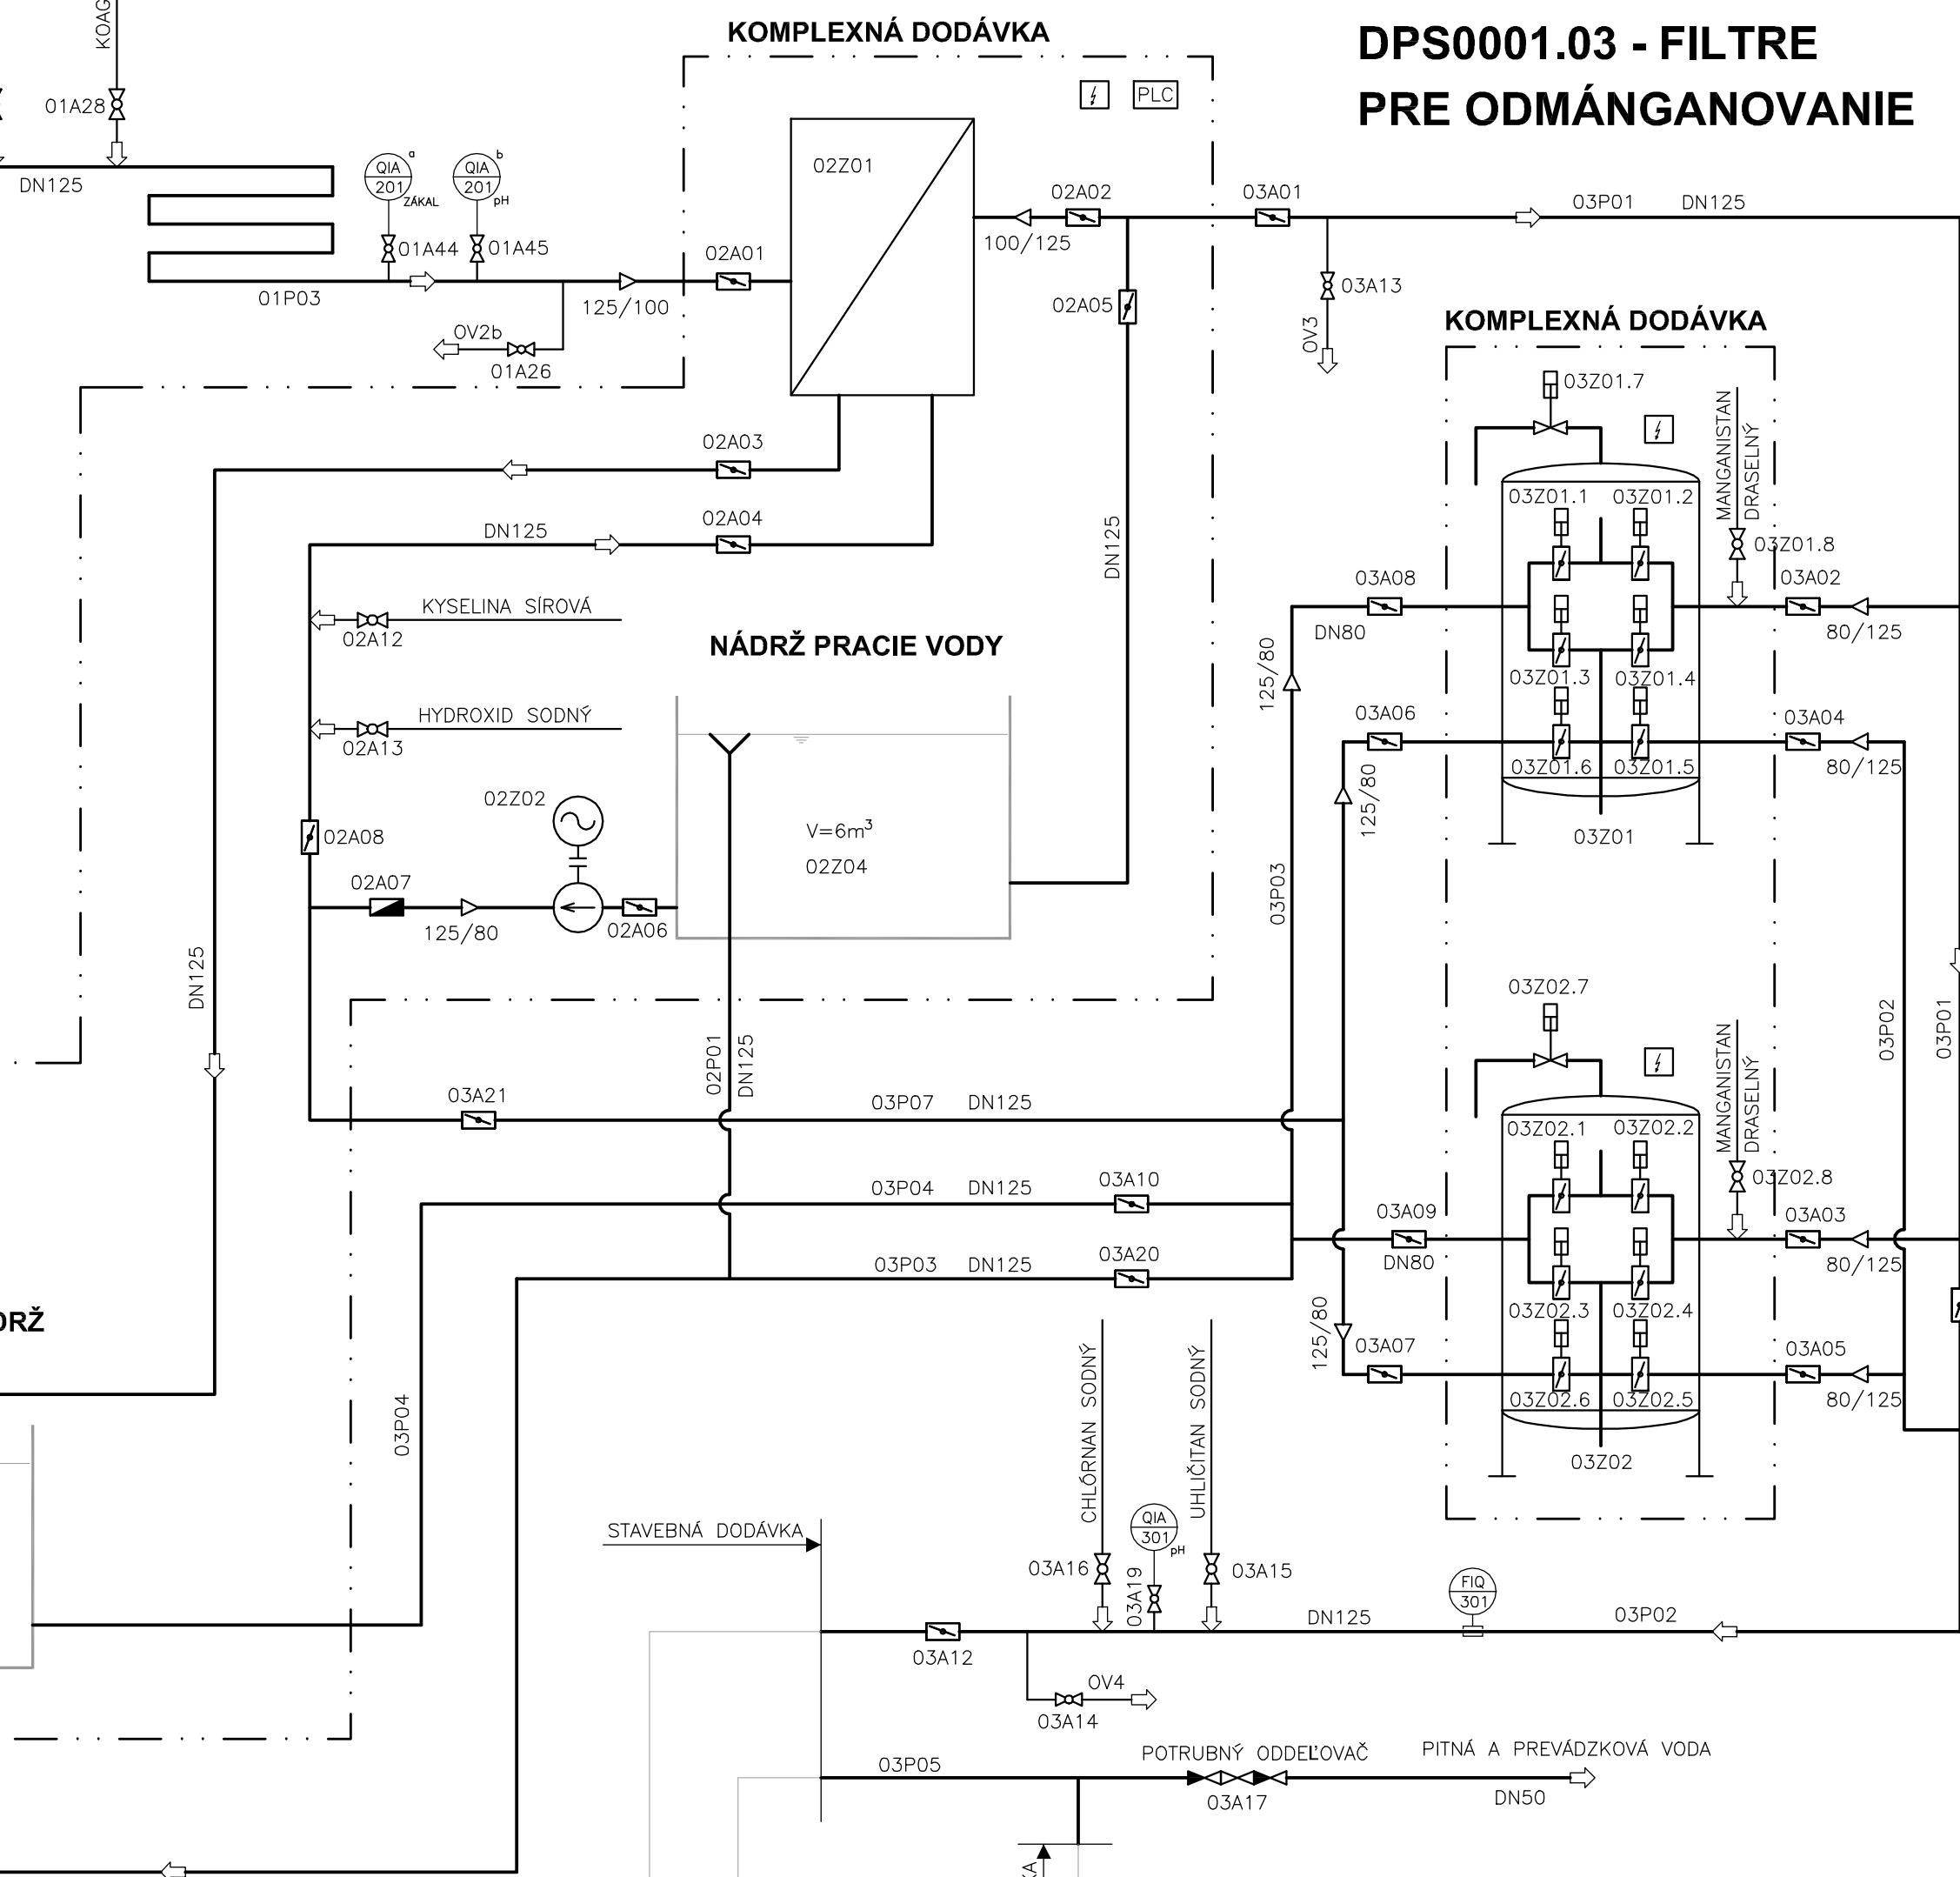 KOMPLEXNÁ DODÁVKA
DPS0001.03 - FILTRE
PRE ODMÁNGANOVANIE
01A28
DN125
QIA
201
a
ZÁKAL
QIA
201
b
pH
01A44
01A45
01P03
OV2b
01A26
125/100
02A01
02Z01
PLC
02A02
100/125
02A05
DN125
03A01
03P01
DN125
03A13
OV3
02A03
02A04
DN125
KYSELINA SÍROVÁ
02A12
HYDROXID SODNÝ
02A13
NÁDRŽ PRACIE VODY
02Z02
02A08
02A07
125/80
02A06
V=6m³
02Z04
DN125
02P01
DN125
KOMPLEXNÁ DODÁVKA
03Z01.7
MANGANISTAN
DRASELNÝ
03Z01.1
03Z01.2
03Z01.8
03A08
DN80
03A02
80/125
125/80
03Z01.3
03Z01.4
03A06
03A04
03Z01.6
03Z01.5
80/125
125/80
03Z01
03P03
03P02
03P01
03Z02.7
MANGANISTAN
DRASELNÝ
03Z02.1
03Z02.2
03Z02.8
03A21
03P07
DN125
03P04
DN125
03A10
03A09
DN80
03A03
80/125
03P03
DN125
03A20
03Z02.3
03Z02.4
125/80
03A07
03A05
03Z02.6
03Z02.5
80/125
03Z02
03P04
CHLÓRNAN SODNÝ
UHLIČITAN SODNÝ
STAVEBNÁ DODÁVKA
QIA
301
pH
03A16
03A19
03A15
FIQ
301
DN125
03P02
03A12
OV4
03A14
03P05
POTRUBNÝ ODDEĽOVAČ
PITNÁ A PREVÁDZKOVÁ VODA
03A17
DN50